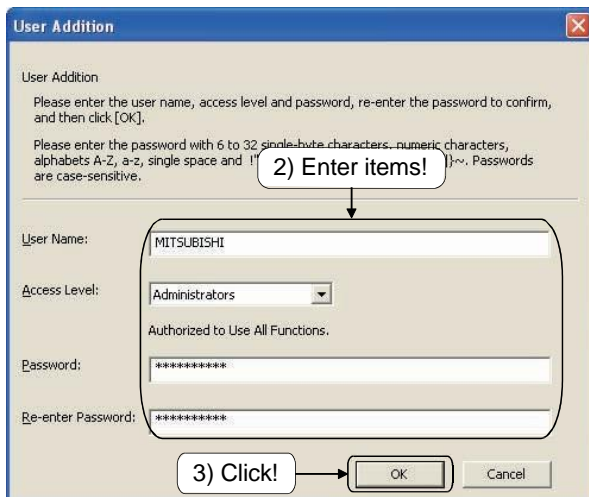 User Addition
User Addition
Please enter the user name, access level and password, re-enter the password to confirm,
and then click [OK].
Please enter the password with 6 to 32 single-byte characters, numeric characters,
alphabets A-Z, a-z, single space and !" }~. Passwords
are case-sensitive.
2) Enter items!
User Name: MITSUBISHI
Access Level: Administrators
Authorized to Use All Functions.
Password: **********
Re-enter Password: **********
3) Click! OK Cancel